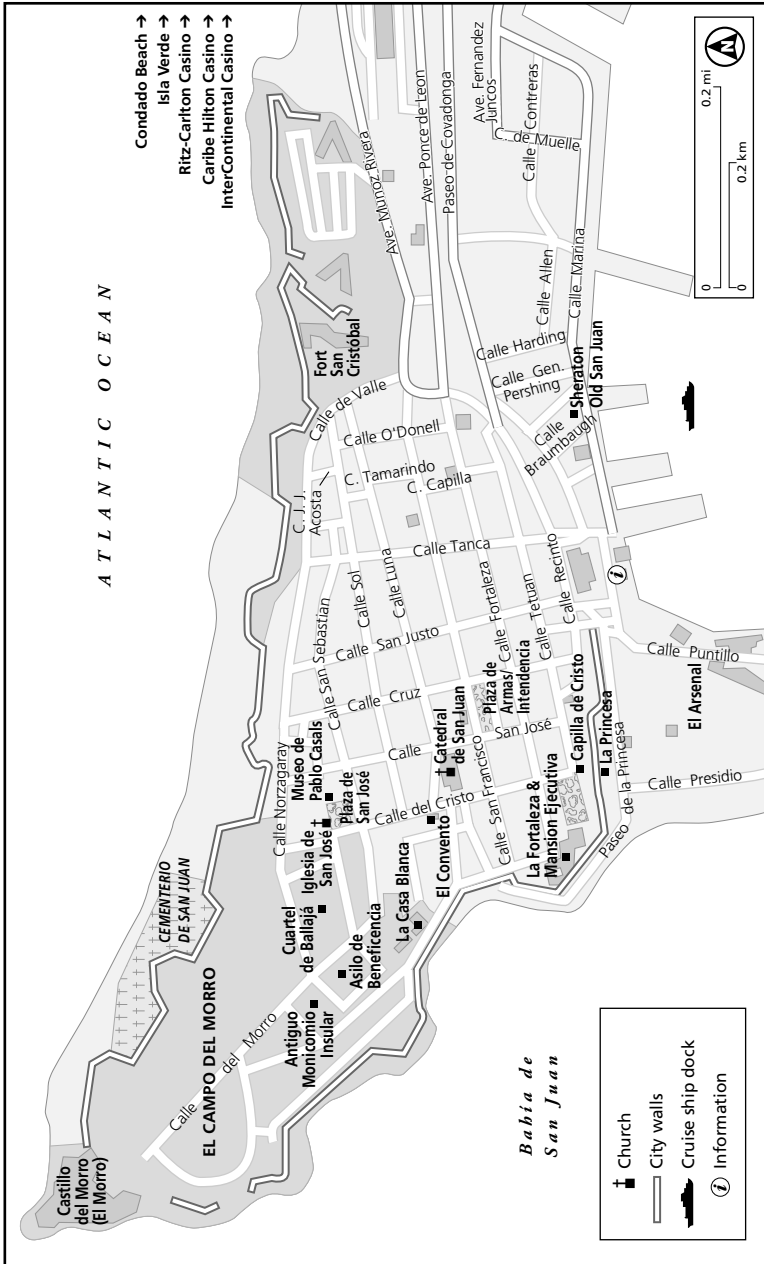 Condado Beach →
Isla Verde →
Ritz-Carlton Casino →
Caribe Hilton Casino →
InterContinental Casino →
ATLANTIC OCEAN
Castillo
del Morro
(El Morro)
EL CAMPO DEL MORRO
CEMENTERIO
DE SAN JUAN
Calle del Morro
Antiguo
Monicomio
Insular
Asilo de
Beneficencia
Cuartel
de Ballajá
Iglesia de
San José
Museo de
Pablo Casals
Plaza de
San José
La Casa Blanca
El Convento
Catedral
de San Juan
Plaza de
Armas/
Intendencia
La Fortaleza &
Mansion Ejecutiva
Capilla de Cristo
La Princesa
El Arsenal
Fort
San
Cristóbal
Sheraton
Old San Juan
Calle Norzagaray
Calle San Sebastian
Calle Sol
Calle Luna
Calle San Francisco
Calle Fortaleza
Calle Tetuan
Calle Recinto
Calle del Cristo
Calle San José
Calle Cruz
Calle San Justo
Calle Tanca
C. J. J.
Acosta
C. Tamarindo
C. Capilla
Calle O'Donell
Calle de Valle
Calle
Braumbaugh
Calle Gen.
Pershing
Calle Harding
Calle Allen
Calle Marina
Calle Contreras
C. de Muelle
Ave. Fernandez
Juncos
Paseo de Covadonga
Ave. Ponce de Leon
Ave. Muñoz Rivera
Paseo de la Princesa
Calle Presidio
Calle Puntillo
i
Bahía de
San Juan
Church
City walls
Cruise ship dock
i Information
N
0 0.2 mi
0 0.2 km